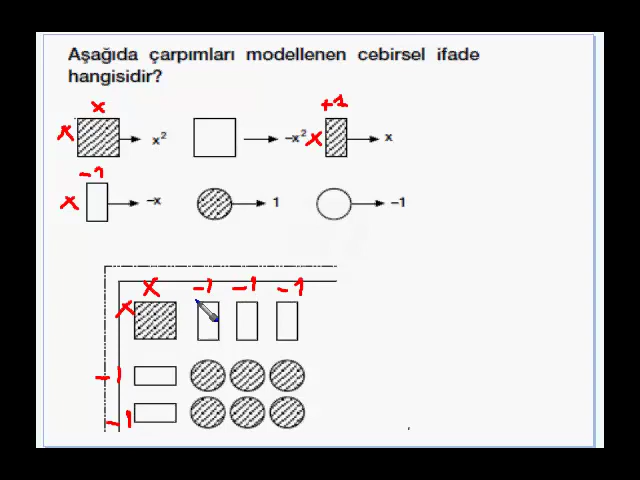 Aşağıda çarpımları modellenen cebirsel ifade
hangisidir?
x +1
x x² -x² x x
-1
x -x 1 -1
x -1 -1 -1
x
-1
-1